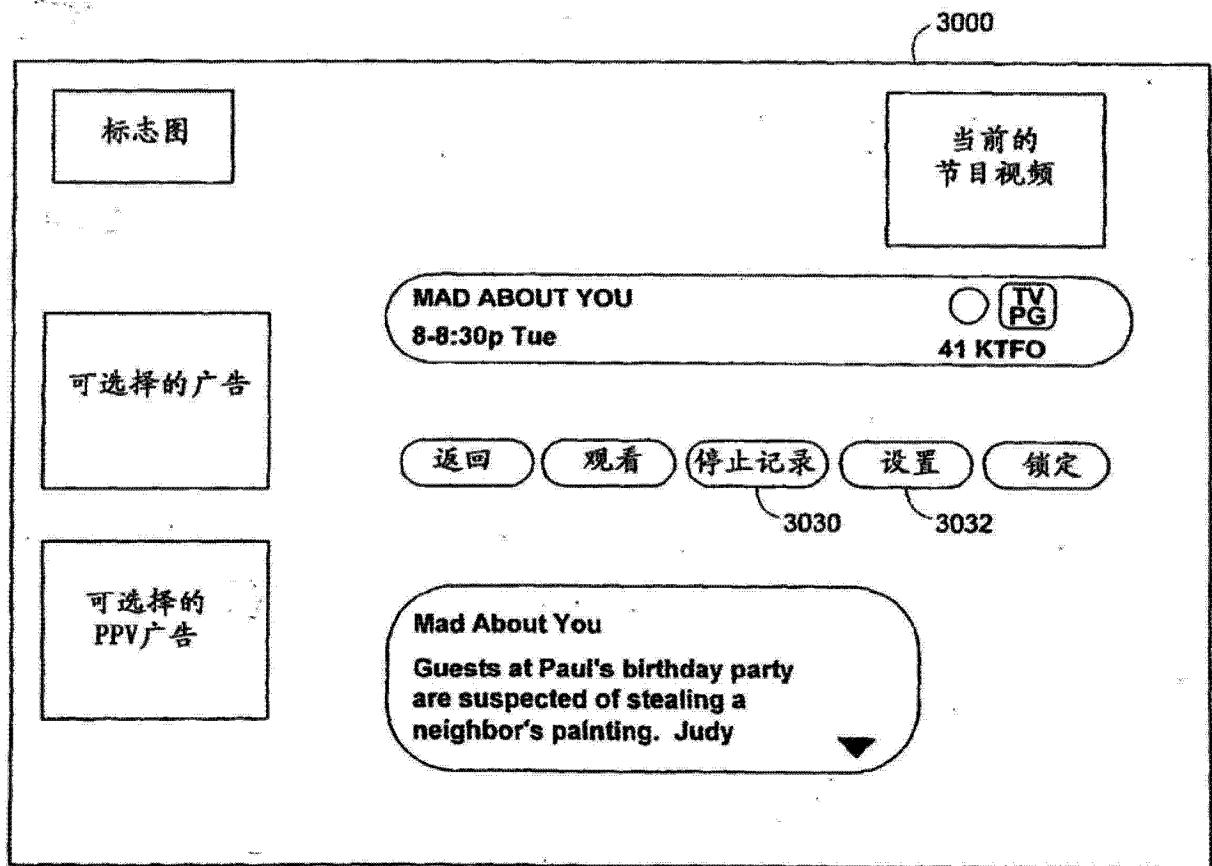 3000
标志图
当前的
节目视频
MAD ABOUT YOU
TV
PG
8-8:30p Tue
41 KTFO
可选择的广告
返回
观看
停止记录
设置
锁定
3030
3032
可选择的
PPV广告
Mad About You
Guests at Paul's birthday party
are suspected of stealing a
neighbor's painting. Judy